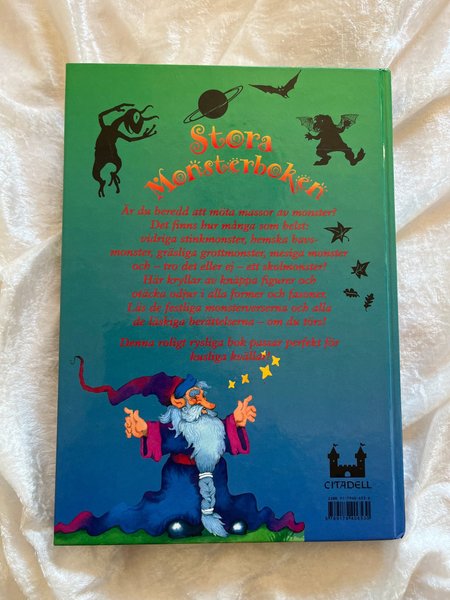 Stora
Monsterboken
Är du beredd att möta massor av monster?
Det finns hur många som helst:
vidriga stinkmonster, hemska havs-
monster, gräsliga grottmonster, mesiga monster
och – tro det eller ej – ett skolmonster!
Här kryllar av knäppa figurer och
otäcka odjur i alla former och fasoner.
Läs de festliga monsterverserna och alla
de läskiga berättelserna – om du törs!
Denna roligt rysliga bok passar perfekt för
kusliga kvällar!
CITADELL
ISBN